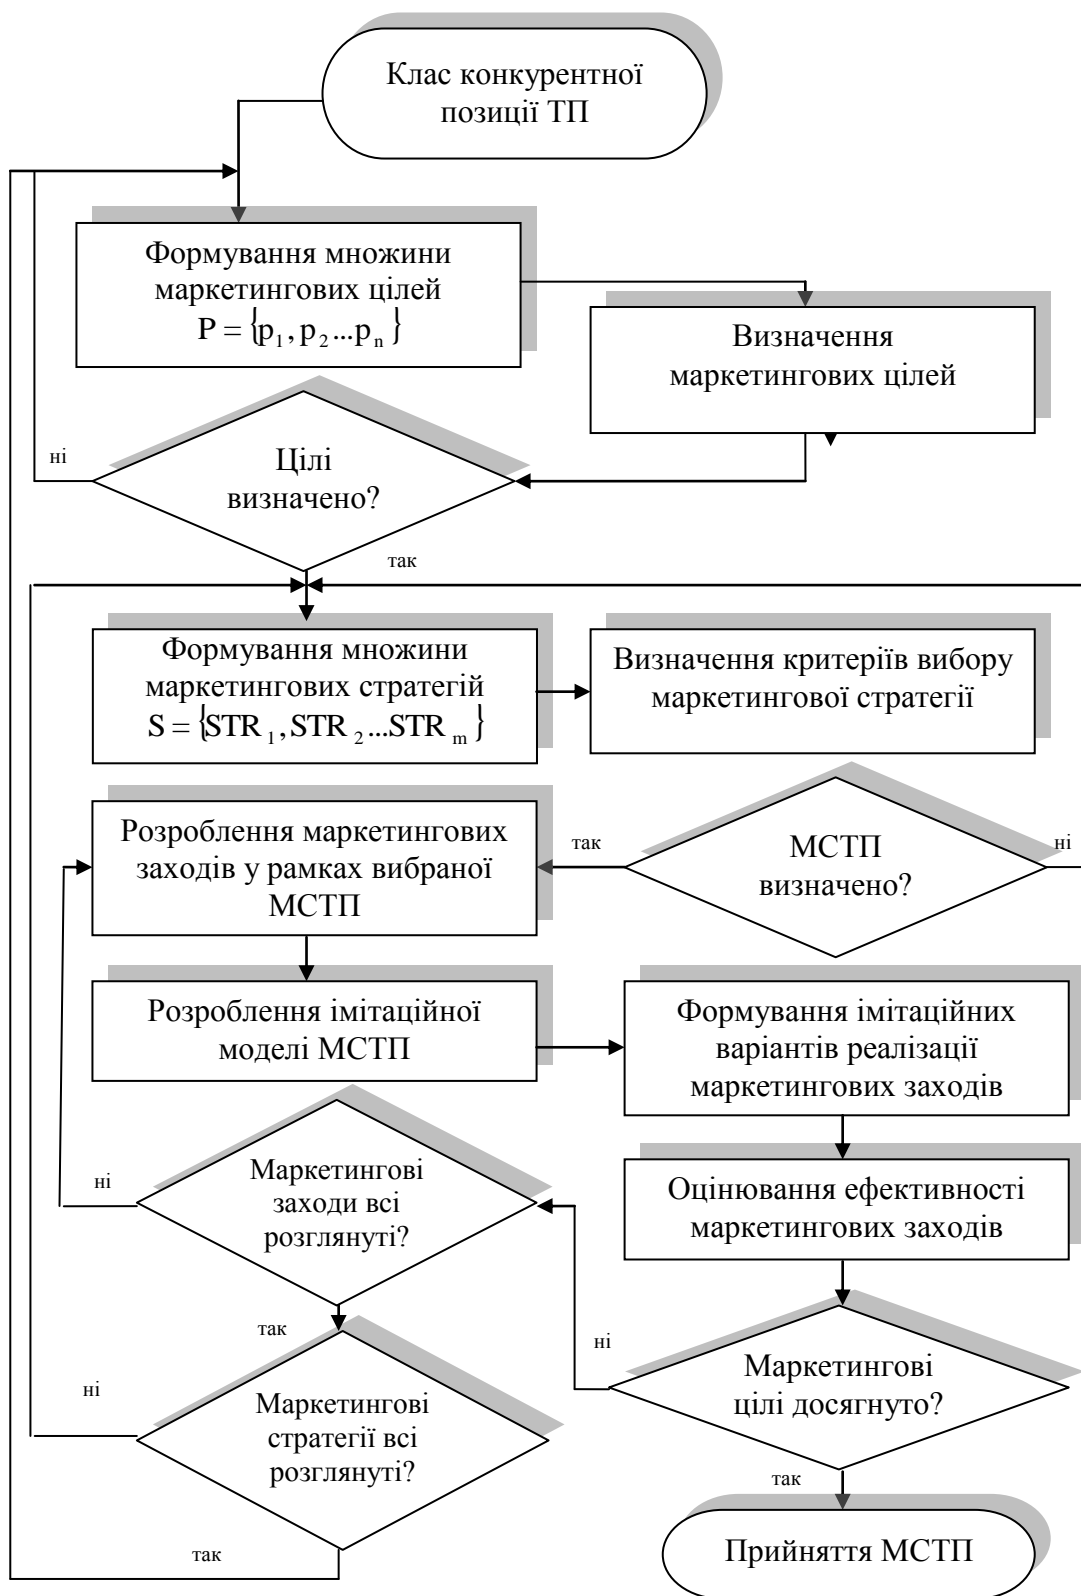 Клас конкурентної
позиції ТП
Формування множини
маркетингових цілей
P = {p₁, p₂...pₙ}
Визначення
маркетингових цілей
ні
Цілі
визначено?
так
Формування множини
маркетингових стратегій
S = {STR₁, STR₂...STRₘ}
Визначення критеріїв вибору
маркетингової стратегії
Розроблення маркетингових
заходів у рамках вибраної
МСТП
так
МСТП
визначено?
ні
Розроблення імітаційної
моделі МСТП
Формування імітаційних
варіантів реалізації
маркетингових заходів
ні
Маркетингові
заходи всі
розглянуті?
Оцінювання ефективності
маркетингових заходів
так
ні
Маркетингові
цілі досягнуто?
ні
Маркетингові
стратегії всі
розглянуті?
так
так
Прийняття МСТП